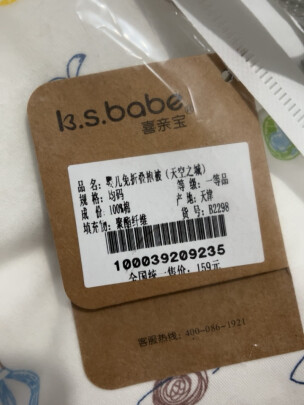 k.s.babe
喜亲宝
品名：婴儿免折叠抱被（天空之城）
规格：均码 等级：一等品
成份：100%棉 产地：天津
填充物：聚酯纤维 货号：B2298
100039209235
全国统一售价：159元
客服热线：400-086-1921